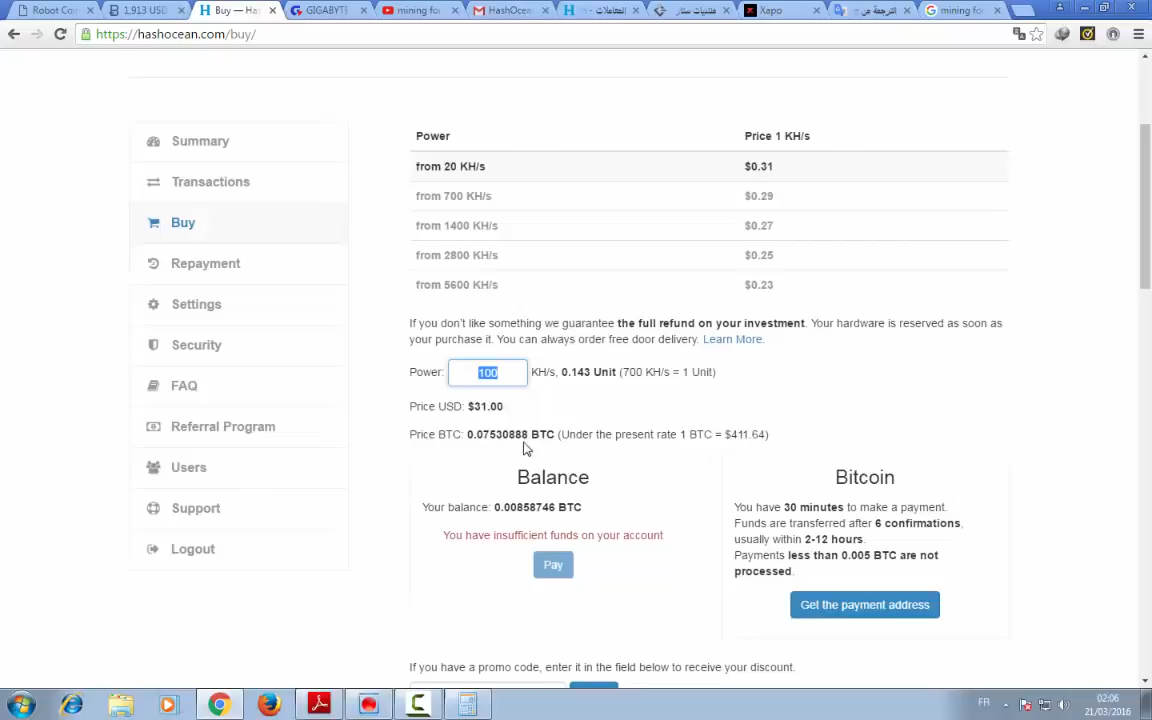 Robot Co
1,913 USD
Buy — Ha
GIGABYTE
mining fo
HashOce
المعاملات - H
هنديات ستار
Xapo
الترجمة من
mining fo
https://hashocean.com/buy/
Power Price 1 KH/s
Summary
from 20 KH/s $0.31
Transactions
from 700 KH/s $0.29
Buy
from 1400 KH/s $0.27
from 2800 KH/s $0.25
Repayment
from 5600 KH/s $0.23
Settings
If you don't like something we guarantee the full refund on your investment. Your hardware is reserved as soon as
your purchase it. You can always order free door delivery. Learn More.
Security
Power: 100 KH/s, 0.143 Unit (700 KH/s = 1 Unit)
FAQ
Price USD: $31.00
Referral Program
Price BTC: 0.07530888 BTC (Under the present rate 1 BTC = $411.64)
Users
Balance
Bitcoin
Support
Your balance: 0.00858746 BTC
You have 30 minutes to make a payment.
Funds are transferred after 6 confirmations,
usually within 2-12 hours.
You have insufficient funds on your account
Logout
Payments less than 0.005 BTC are not
processed.
Pay
Get the payment address
If you have a promo code, enter it in the field below to receive your discount.
FR
02:06
21/03/2016